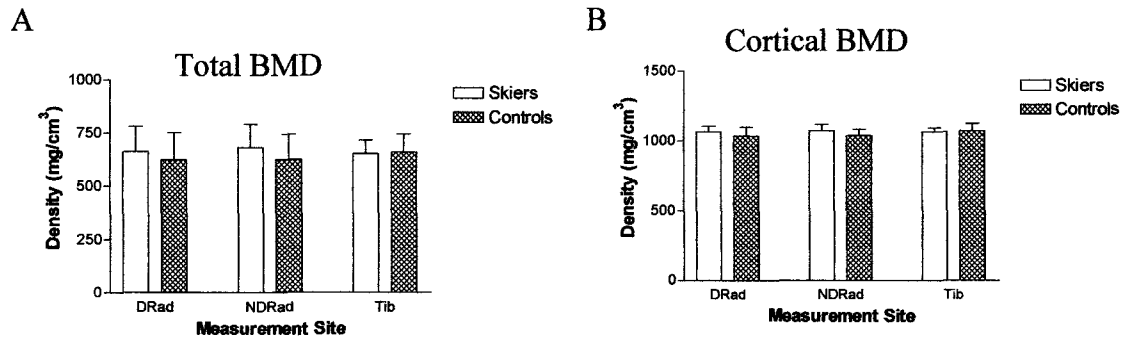 A
Total BMD
1000
750
500
250
0
Density (mg/cm³)
DRad
NDRad
Tib
Measurement Site
Skiers
Controls
B
Cortical BMD
1500
1000
500
0
Density (mg/cm³)
DRad
NDRad
Tib
Measurement Site
Skiers
Controls